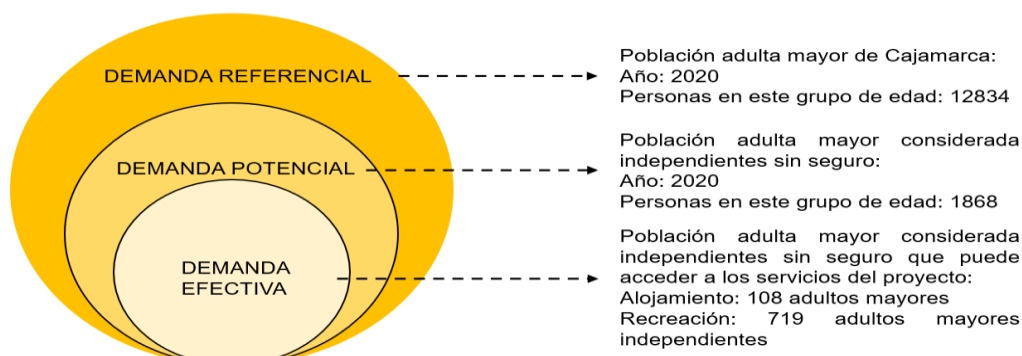 DEMANDA REFERENCIAL
Población adulta mayor de Cajamarca:
Año: 2020
Personas en este grupo de edad: 12834
DEMANDA POTENCIAL
Población adulta mayor considerada
independientes sin seguro:
Año: 2020
Personas en este grupo de edad: 1868
DEMANDA
EFECTIVA
Población adulta mayor considerada
independientes sin seguro que puede
acceder a los servicios del proyecto:
Alojamiento: 108 adultos mayores
Recreación: 719 adultos mayores
independientes